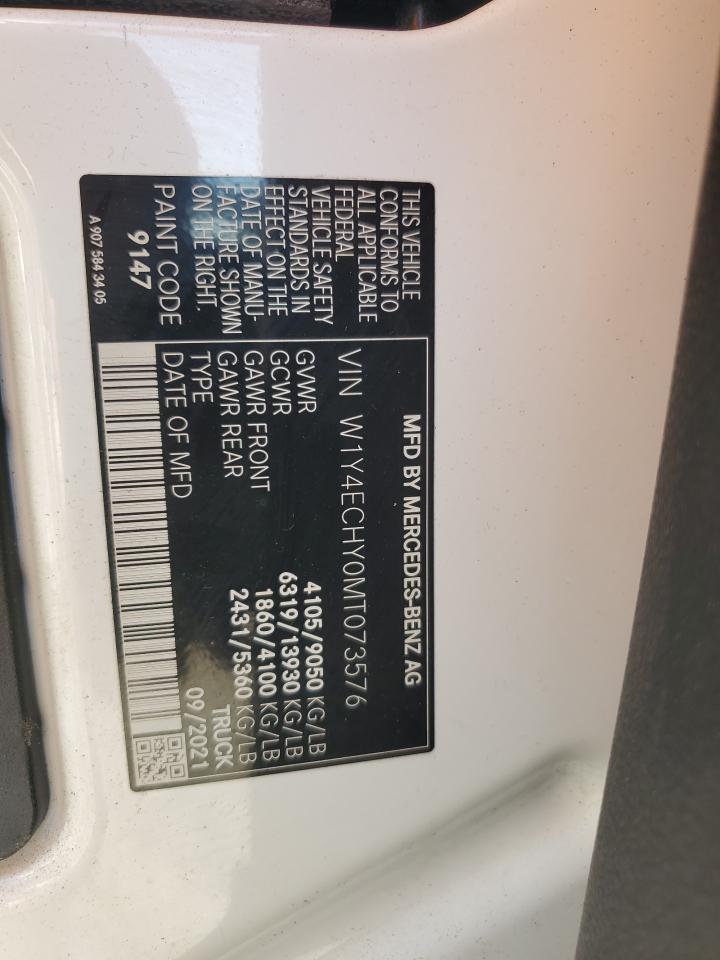 MFD BY MERCEDES-BENZ AG
THIS VEHICLE
CONFORMS TO
ALL APPLICABLE
FEDERAL
VEHICLE SAFETY
STANDARDS IN
EFFECT ON THE
DATE OF MANU-
FACTURE SHOWN
ON THE RIGHT.
PAINT CODE
9147
A 907 584 34 05
VIN W1Y4ECHY0MT073576
GVWR 4105/9050 KG/LB
GCWR 6319/13930 KG/LB
GAWR FRONT 1860/4100 KG/LB
GAWR REAR 2431/5360 KG/LB
TYPE TRUCK
DATE OF MFD 09/2021